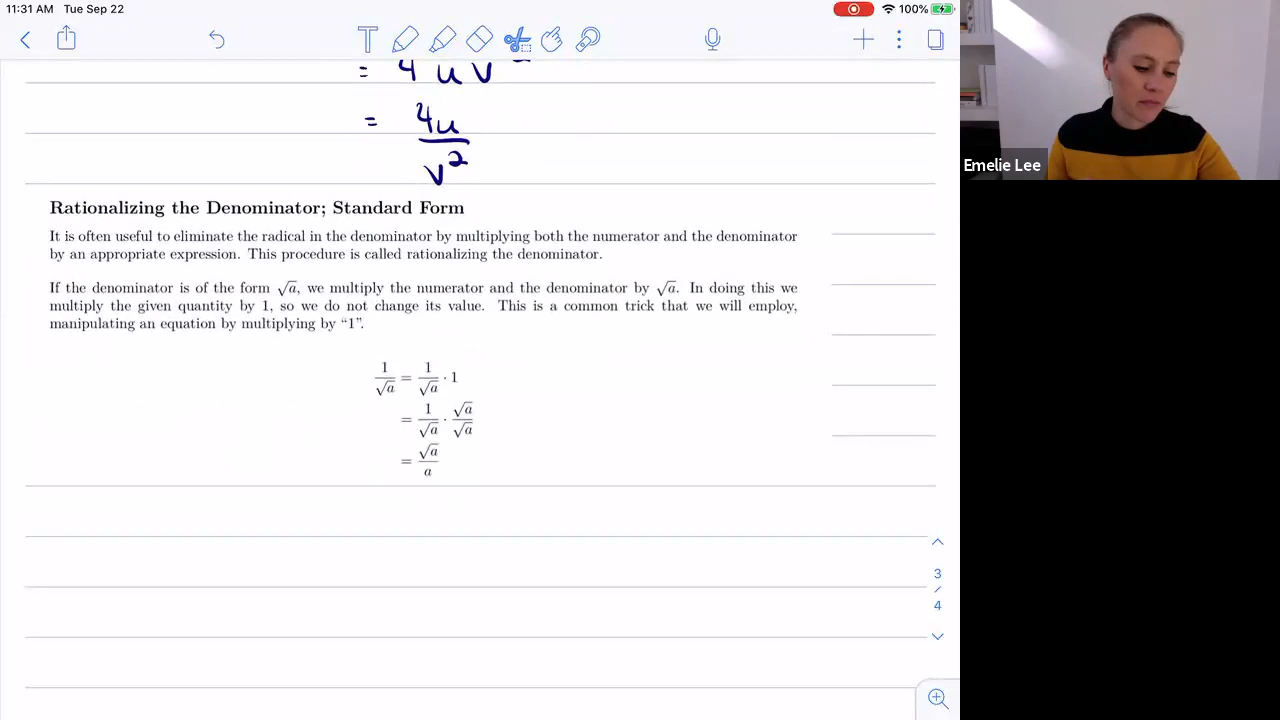 11:31 AM Tue Sep 22
100%
= 4 u v
= 4u
v²
Emelie Lee
Rationalizing the Denominator; Standard Form
It is often useful to eliminate the radical in the denominator by multiplying both the numerator and the denominator
by an appropriate expression. This procedure is called rationalizing the denominator.
If the denominator is of the form √a, we multiply the numerator and the denominator by √a. In doing this we
multiply the given quantity by 1, so we do not change its value. This is a common trick that we will employ,
manipulating an equation by multiplying by “1”.
1/√a = 1/√a · 1
= 1/√a · √a/√a
= √a/a
3
/
4